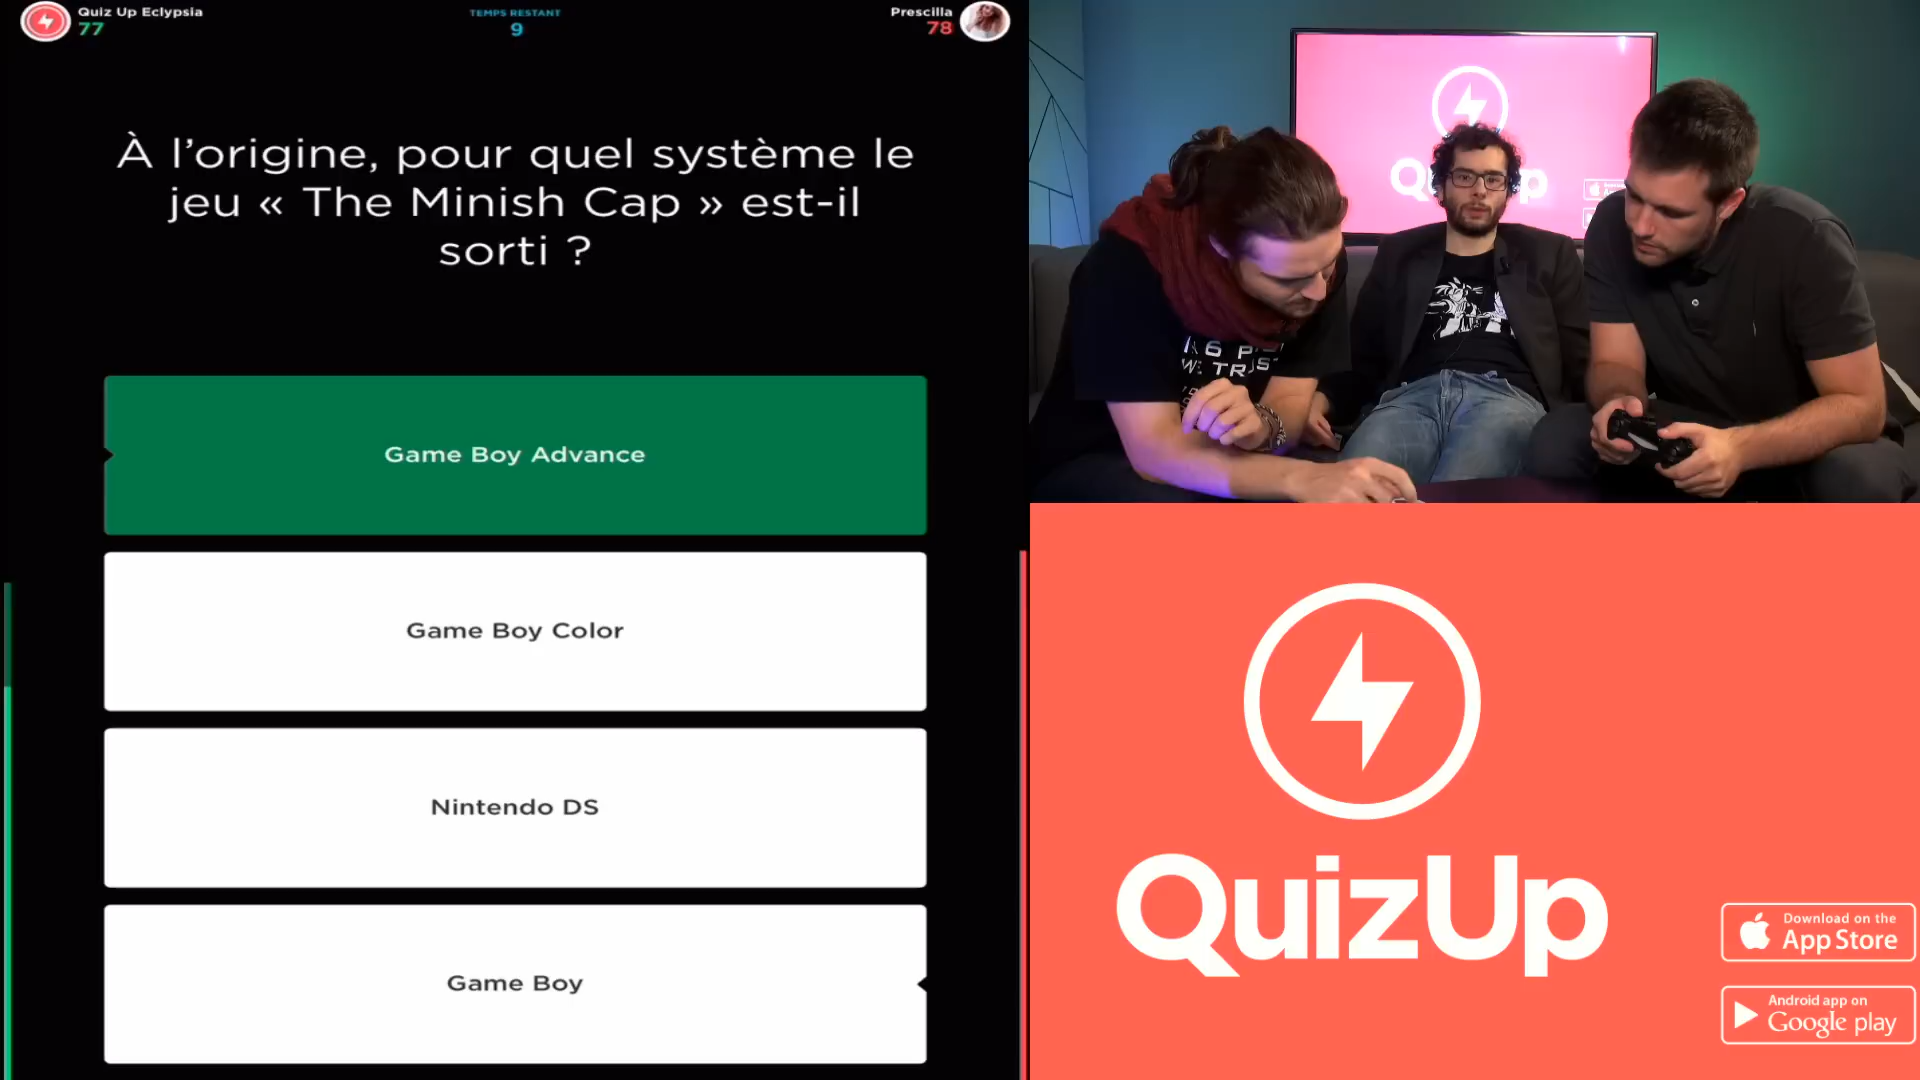 Quiz Up Eclypsia
77
TEMPS RESTANT
9
Prescilla
78
À l'origine, pour quel système le
jeu « The Minish Cap » est-il
sorti ?
Game Boy Advance
Game Boy Color
Nintendo DS
Game Boy
WE TRUST
QuizUp
Download on the
App Store
Android app on
Google play